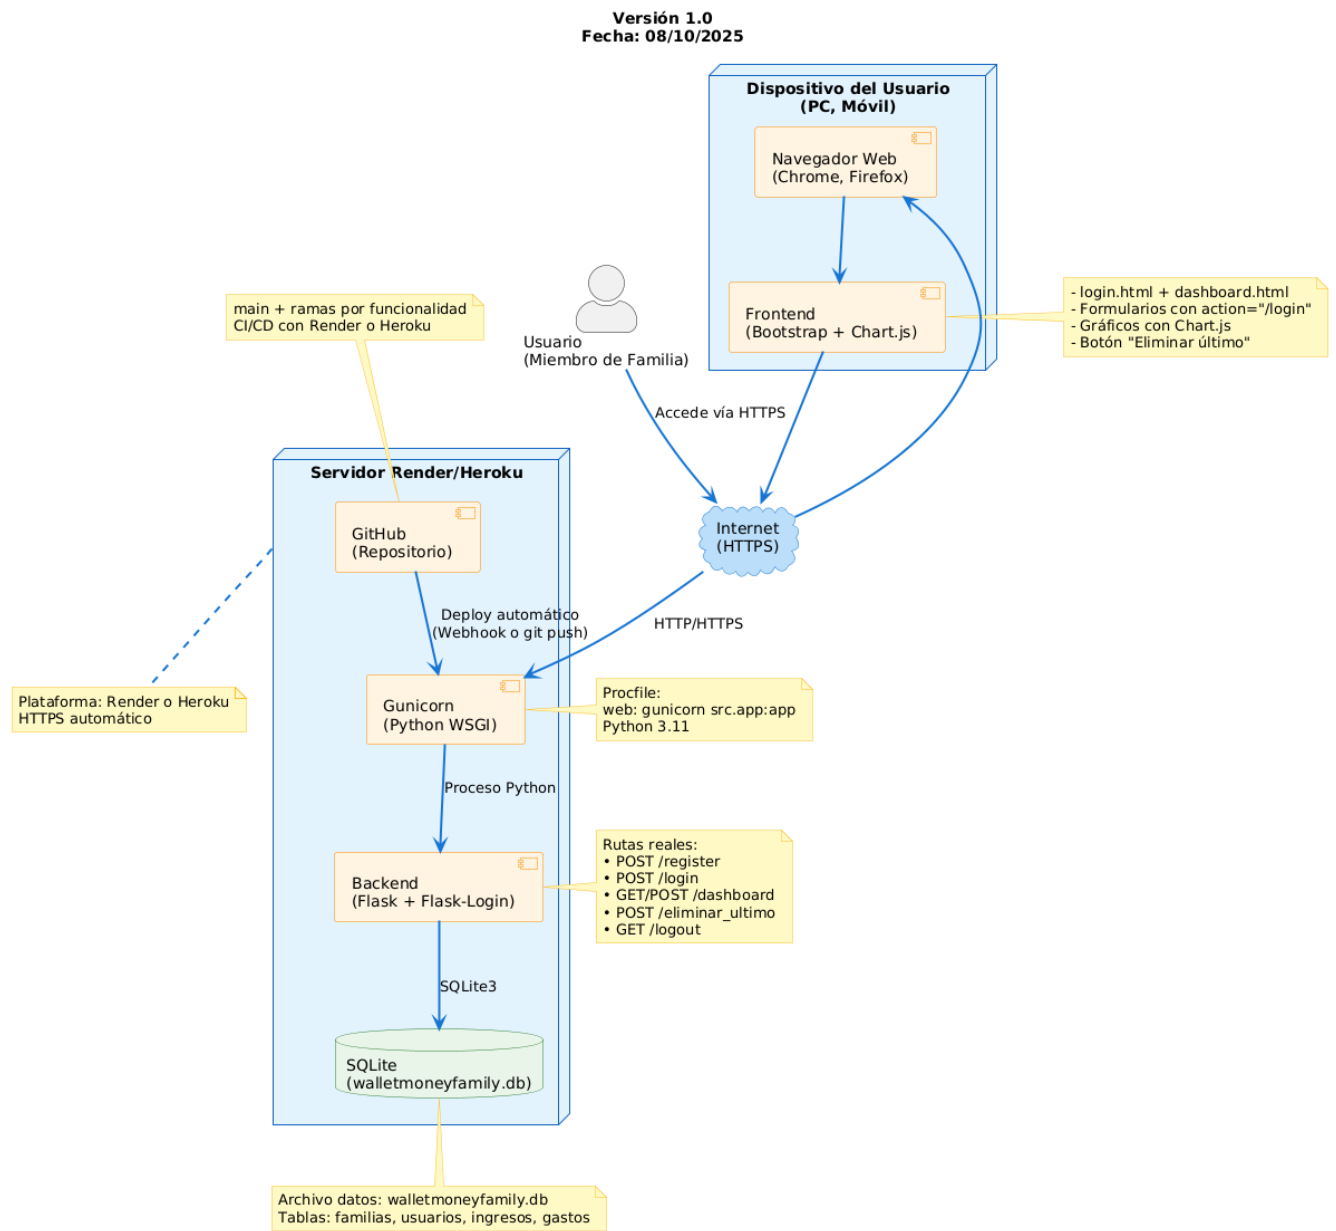 Versión 1.0
Fecha: 08/10/2025
Dispositivo del Usuario
(PC, Móvil)
Navegador Web
(Chrome, Firefox)
Frontend
(Bootstrap + Chart.js)
- login.html + dashboard.html
- Formularios con action="/login"
- Gráficos con Chart.js
- Botón "Eliminar último"
Usuario
(Miembro de Familia)
main + ramas por funcionalidad
CI/CD con Render o Heroku
Accede vía HTTPS
Servidor Render/Heroku
GitHub
(Repositorio)
Internet
(HTTPS)
Deploy automático
(Webhook o git push)
HTTP/HTTPS
Plataforma: Render o Heroku
HTTPS automático
Gunicorn
(Python WSGI)
Procfile:
web: gunicorn src.app:app
Python 3.11
Proceso Python
Backend
(Flask + Flask-Login)
Rutas reales:
• POST /register
• POST /login
• GET/POST /dashboard
• POST /eliminar_ultimo
• GET /logout
SQLite3
SQLite
(walletmoneyfamily.db)
Archivo datos: walletmoneyfamily.db
Tablas: familias, usuarios, ingresos, gastos